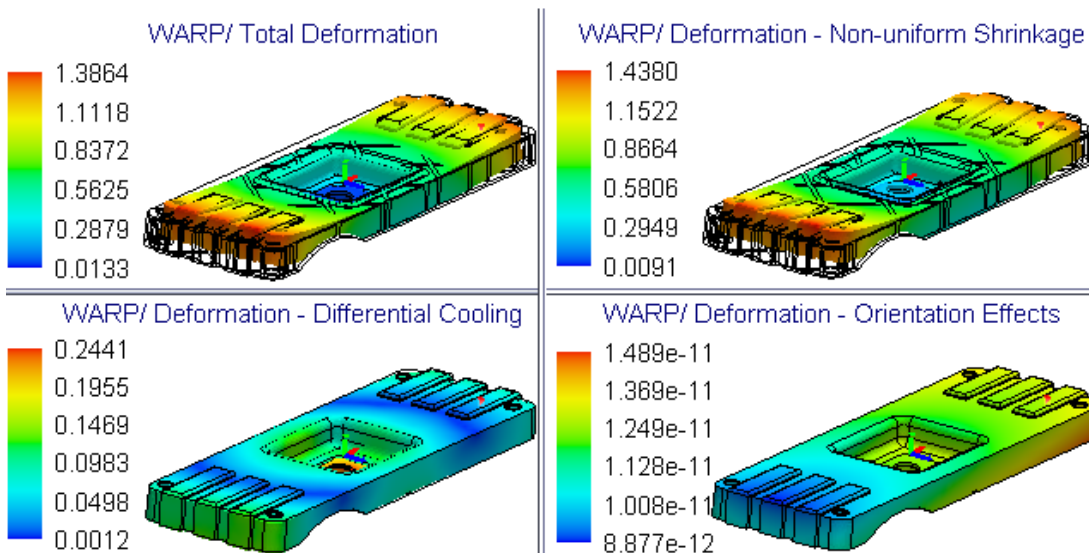 WARP/ Total Deformation
1.3864
1.1118
0.8372
0.5625
0.2879
0.0133
WARP/ Deformation - Non-uniform Shrinkage
1.4380
1.1522
0.8664
0.5806
0.2949
0.0091
WARP/ Deformation - Differential Cooling
0.2441
0.1955
0.1469
0.0983
0.0498
0.0012
WARP/ Deformation - Orientation Effects
1.489e-11
1.369e-11
1.249e-11
1.128e-11
1.008e-11
8.877e-12